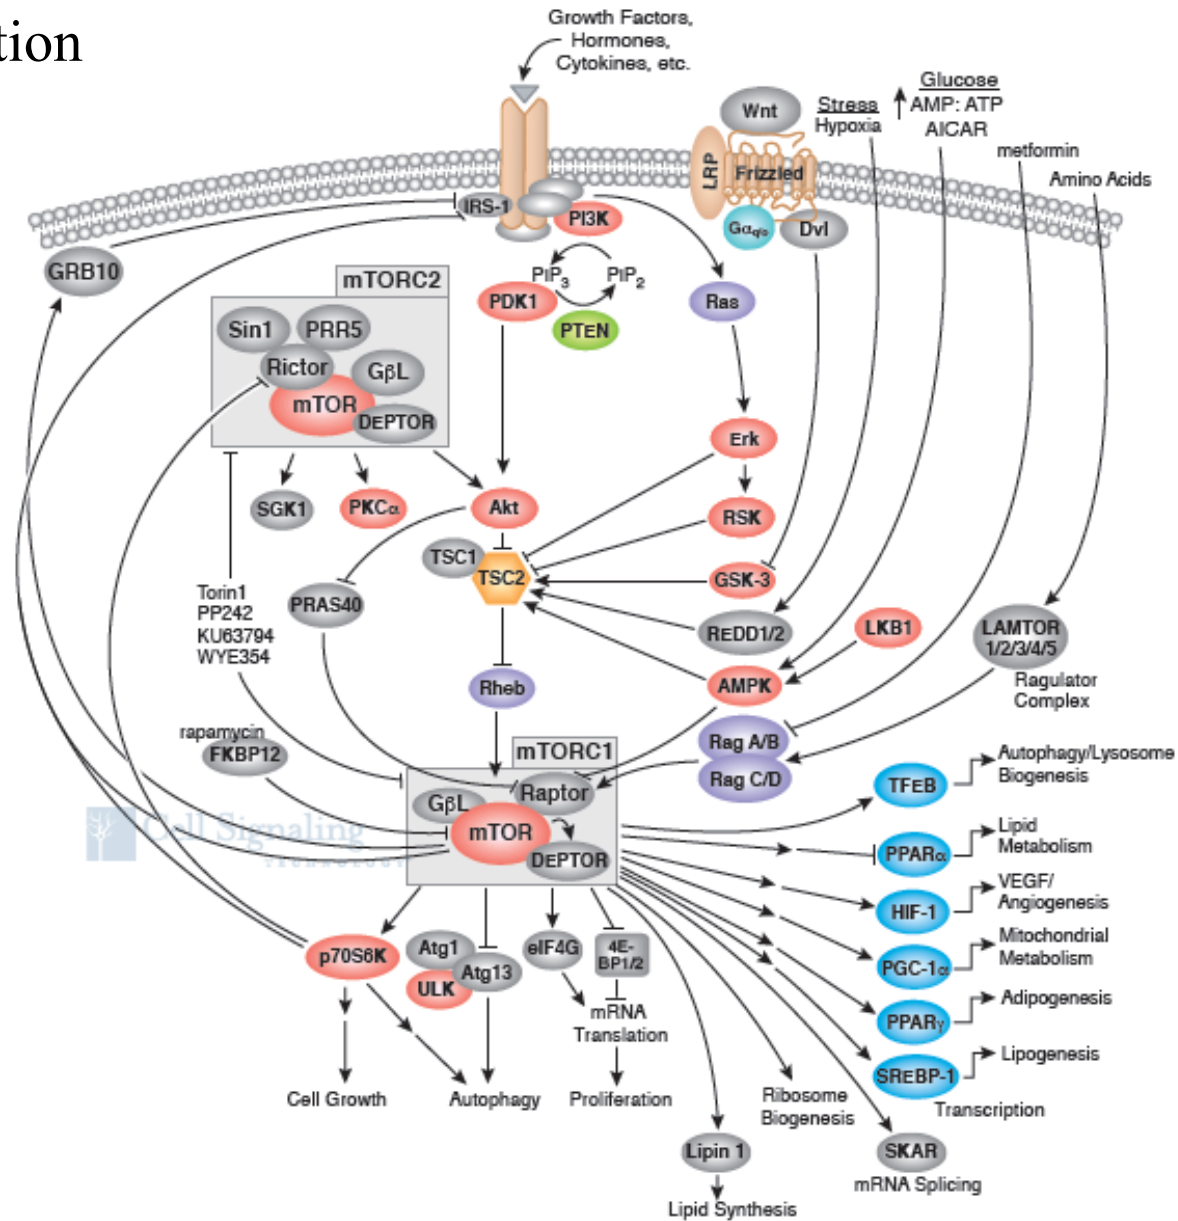 tion
Growth Factors,
Hormones,
Cytokines, etc.
Wnt
Stress
Hypoxia
Glucose
AMP: ATP
AICAR
metformin
Amino Acids
LRP
Frizzled
IRS-1
PI3K
Gαq/o
Dvl
GRB10
mTORC2
PIP3
PIP2
PDK1
PTEN
Ras
Sin1
PRR5
Rictor
GβL
mTOR
DEPTOR
Erk
SGK1
PKCα
Akt
RSK
TSC1
TSC2
GSK-3
Torin1
PP242
KU63794
WYE354
PRAS40
REDD1/2
LKB1
LAMTOR
1/2/3/4/5
Ragulator
Complex
Rheb
AMPK
rapamycin
FKBP12
mTORC1
Rag A/B
Rag C/D
Raptor
GβL
mTOR
DEPTOR
Cell Signaling
TECHNOLOGY
TFEB
Autophagy/Lysosome
Biogenesis
PPARα
Lipid
Metabolism
HIF-1
VEGF/
Angiogenesis
PGC-1α
Mitochondrial
Metabolism
PPARγ
Adipogenesis
SREBP-1
Lipogenesis
Transcription
p70S6K
Atg1
Atg13
ULK
eIF4G
4E-
BP1/2
mRNA
Translation
Cell Growth
Autophagy
Proliferation
Ribosome
Biogenesis
Lipin 1
Lipid Synthesis
SKAR
mRNA Splicing